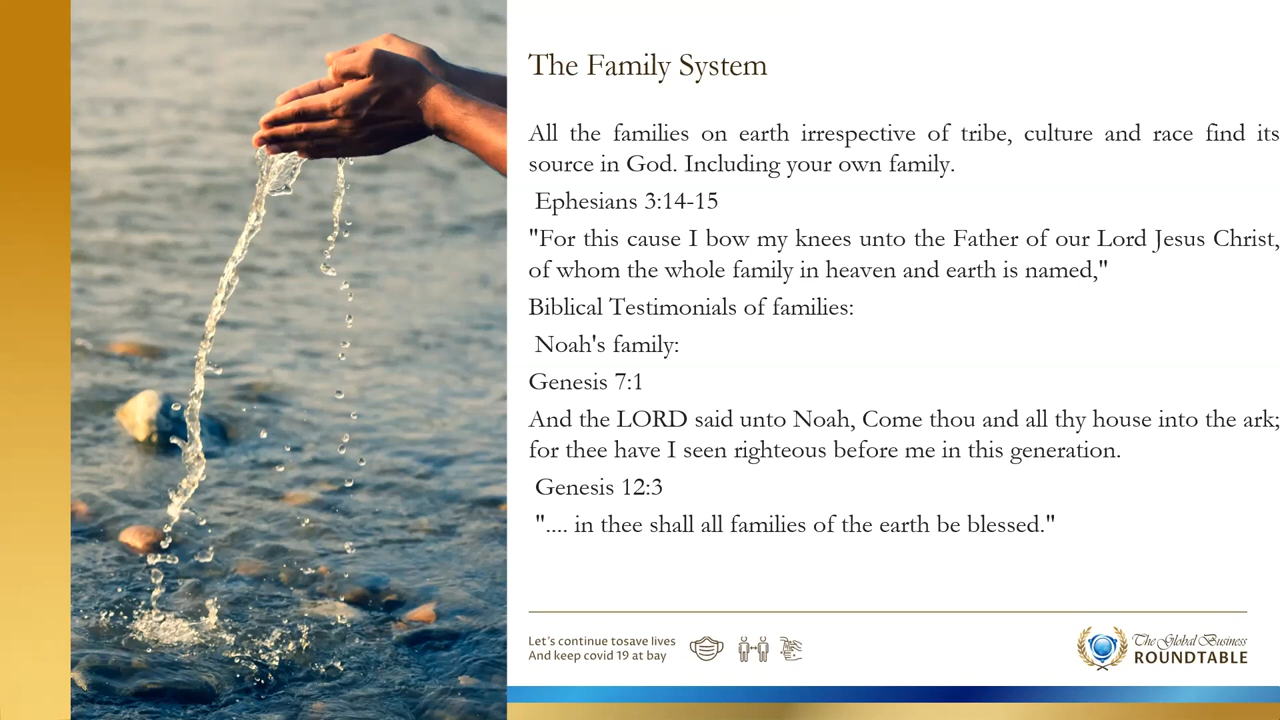 The Family System
All the families on earth irrespective of tribe, culture and race find its
source in God. Including your own family.
Ephesians 3:14-15
"For this cause I bow my knees unto the Father of our Lord Jesus Christ,
of whom the whole family in heaven and earth is named,"
Biblical Testimonials of families:
Noah's family:
Genesis 7:1
And the LORD said unto Noah, Come thou and all thy house into the ark;
for thee have I seen righteous before me in this generation.
Genesis 12:3
".... in thee shall all families of the earth be blessed."
Let's continue tosave lives
And keep covid 19 at bay
The Global Business
ROUNDTABLE